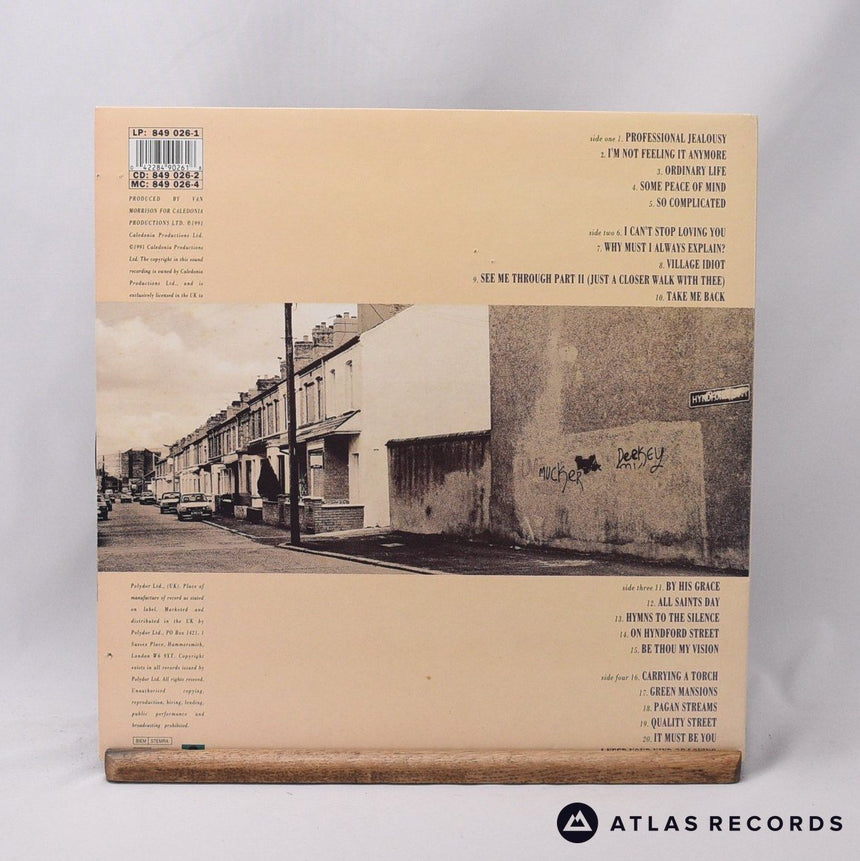 LP: 849 026-1
0 42284 90261 8
CD: 849 026-2
MC: 849 026-4
PRODUCED BY VAN
MORRISON FOR CALEDONIA
PRODUCTIONS LTD. ℗1991
Caledonia Productions Ltd.
©1991 Caledonia Productions
Ltd. The copyright in this sound
recording is owned by Caledonia
Productions Ltd., and is
exclusively licensed in the UK to
side one 1. PROFESSIONAL JEALOUSY
2. I'M NOT FEELING IT ANYMORE
3. ORDINARY LIFE
4. SOME PEACE OF MIND
5. SO COMPLICATED
side two 6. I CAN'T STOP LOVING YOU
7. WHY MUST I ALWAYS EXPLAIN?
8. VILLAGE IDIOT
9. SEE ME THROUGH PART II (JUST A CLOSER WALK WITH THEE)
10. TAKE ME BACK
MUCKER
DeeKEY
Polydor Ltd., (UK). Place of
manufacture of record as stated
on label. Marketed and
distributed in the UK by
Polydor Ltd., PO Box 1421, 1
Sussex Place, Hammersmith,
London W6 9XT. Copyright
exists in all records issued by
Polydor Ltd. All rights reserved.
Unauthorised copying,
reproduction, hiring, lending,
public performance and
broadcasting prohibited.
BIEM STEMRA
side three 11. BY HIS GRACE
12. ALL SAINTS DAY
13. HYMNS TO THE SILENCE
14. ON HYNDFORD STREET
15. BE THOU MY VISION
side four 16. CARRYING A TORCH
17. GREEN MANSIONS
18. PAGAN STREAMS
19. QUALITY STREET
20. IT MUST BE YOU
ATLAS RECORDS